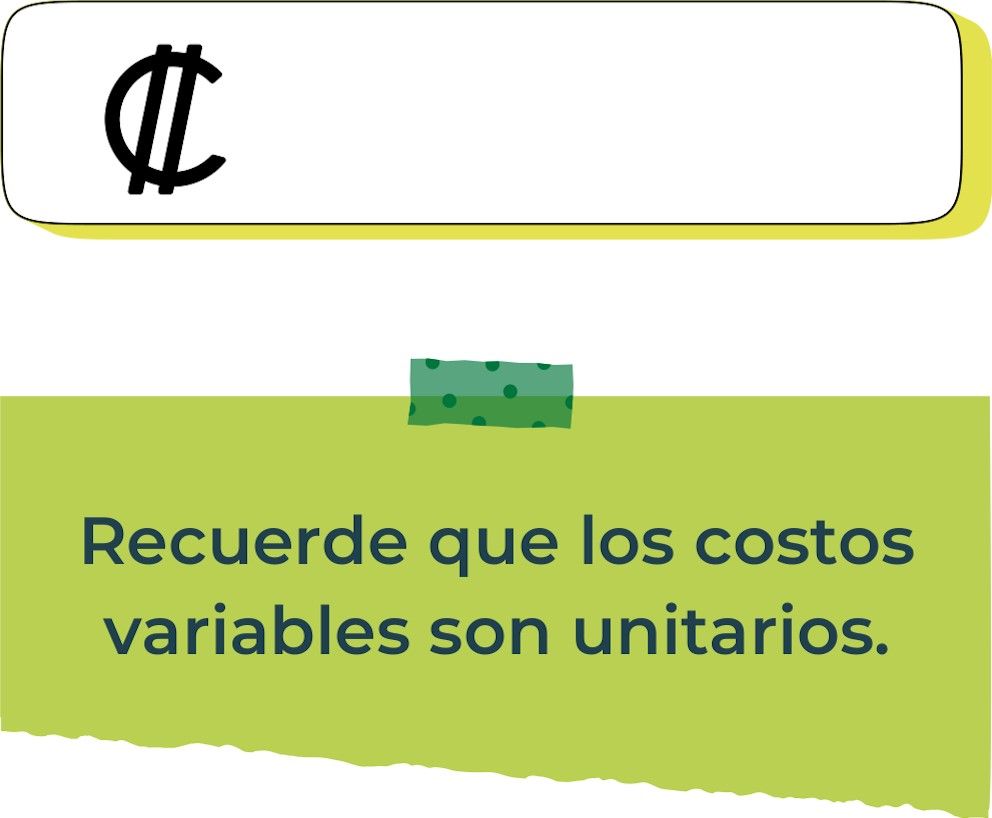 ₡
Recuerde que los costos
variables son unitarios.